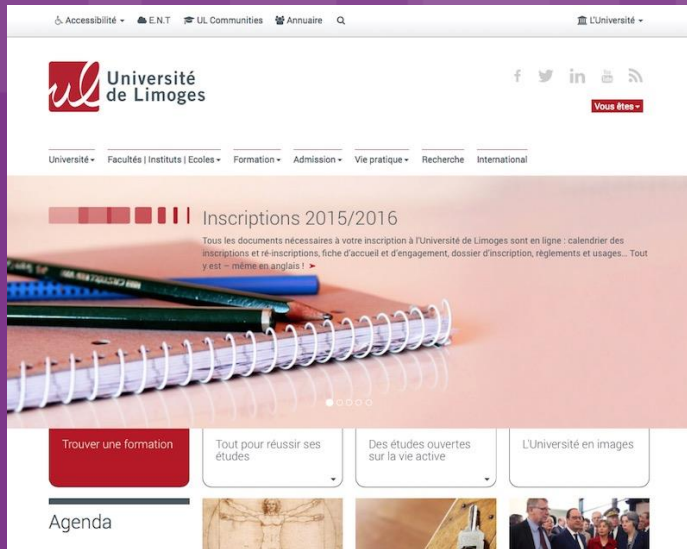 Accessibilité E.N.T UL Communities Annuaire L'Université
ul Université
de Limoges
Vous êtes
Université Facultés | Instituts | Ecoles Formation Admission Vie pratique Recherche International
Inscriptions 2015/2016
Tous les documents nécessaires à votre inscription à l'Université de Limoges sont en ligne : calendrier des
inscriptions et ré-inscriptions, fiche d'accueil et d'engagement, dossier d'inscription, règlements et usages... Tout
y est – même en anglais !
Trouver une formation
Tout pour réussir ses
études
Des études ouvertes
sur la vie active
L'Université en images
Agenda